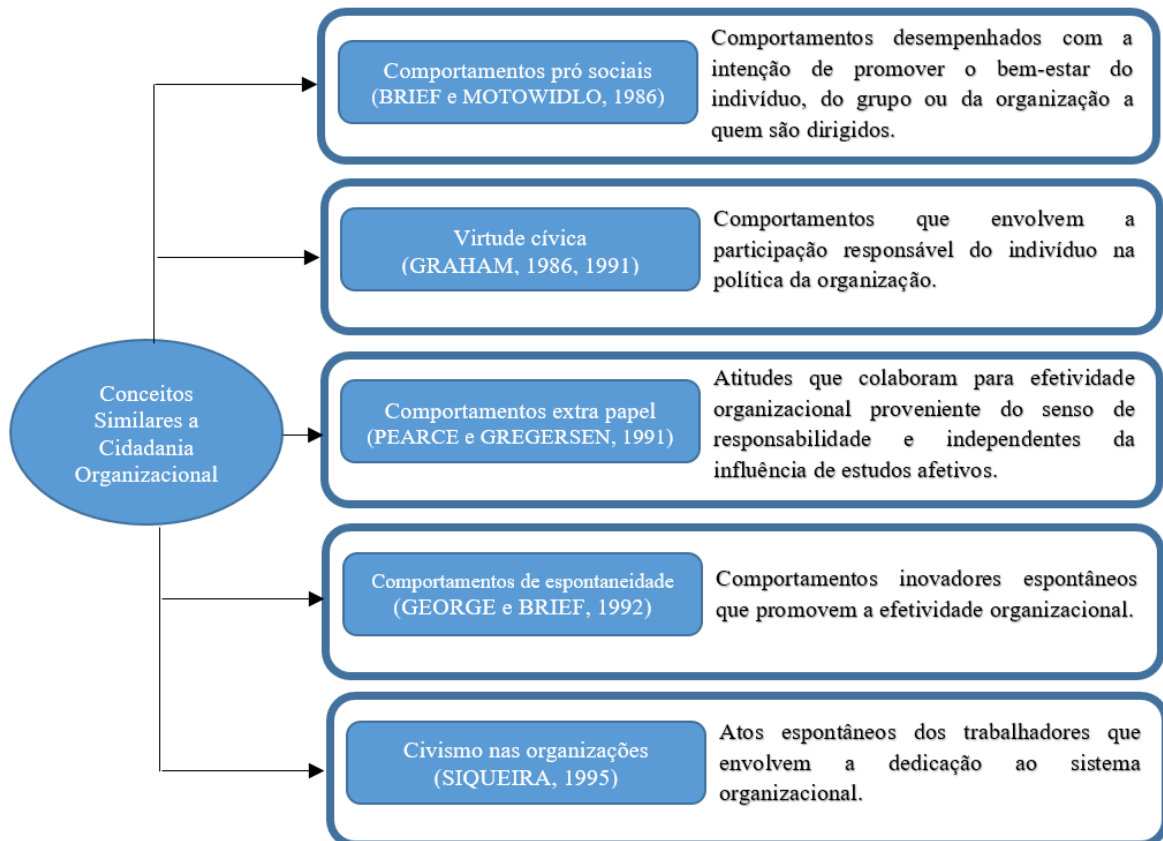 Comportamentos pró sociais
(BRIEF e MOTOWIDLO, 1986)
Comportamentos desempenhados com a
intenção de promover o bem-estar do
indivíduo, do grupo ou da organização a
quem são dirigidos.
Virtude cívica
(GRAHAM, 1986, 1991)
Comportamentos que envolvem a
participação responsável do indivíduo na
política da organização.
Conceitos
Similares a
Cidadania
Organizacional
Comportamentos extra papel
(PEARCE e GREGERSEN, 1991)
Atitudes que colaboram para efetividade
organizacional proveniente do senso de
responsabilidade e independentes da
influência de estudos afetivos.
Comportamentos de espontaneidade
(GEORGE e BRIEF, 1992)
Comportamentos inovadores espontâneos
que promovem a efetividade organizacional.
Civismo nas organizações
(SIQUEIRA, 1995)
Atos espontâneos dos trabalhadores que
envolvem a dedicação ao sistema
organizacional.